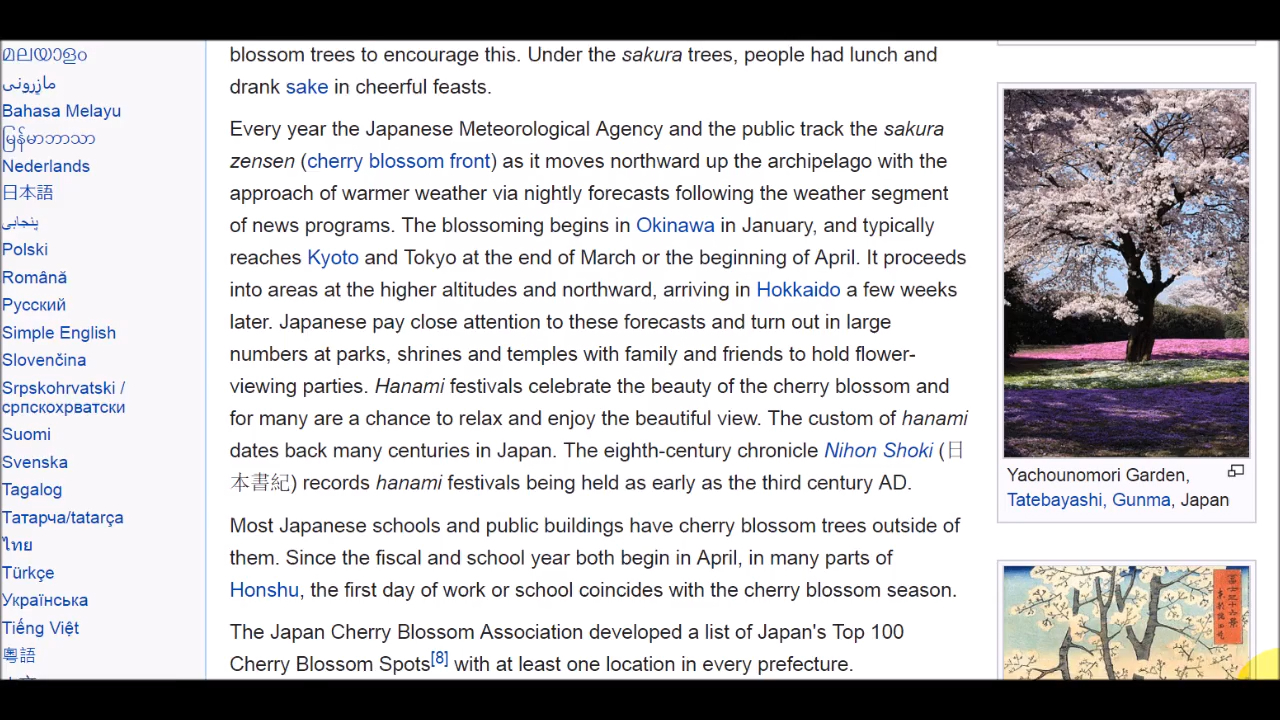 മലയാളം
مازِرونی
Bahasa Melayu
မြန်မာဘာသာ
Nederlands
日本語
پنجابی
Polski
Română
Русский
Simple English
Slovenčina
Srpskohrvatski /
српскохрватски
Suomi
Svenska
Tagalog
Татарча/tatarça
ไทย
Türkçe
Українська
Tiếng Việt
粵語
blossom trees to encourage this. Under the sakura trees, people had lunch and
drank sake in cheerful feasts.
Every year the Japanese Meteorological Agency and the public track the sakura
zensen (cherry blossom front) as it moves northward up the archipelago with the
approach of warmer weather via nightly forecasts following the weather segment
of news programs. The blossoming begins in Okinawa in January, and typically
reaches Kyoto and Tokyo at the end of March or the beginning of April. It proceeds
into areas at the higher altitudes and northward, arriving in Hokkaido a few weeks
later. Japanese pay close attention to these forecasts and turn out in large
numbers at parks, shrines and temples with family and friends to hold flower-
viewing parties. Hanami festivals celebrate the beauty of the cherry blossom and
for many are a chance to relax and enjoy the beautiful view. The custom of hanami
dates back many centuries in Japan. The eighth-century chronicle Nihon Shoki (日
本書紀) records hanami festivals being held as early as the third century AD.
Most Japanese schools and public buildings have cherry blossom trees outside of
them. Since the fiscal and school year both begin in April, in many parts of
Honshu, the first day of work or school coincides with the cherry blossom season.
The Japan Cherry Blossom Association developed a list of Japan's Top 100
Cherry Blossom Spots[8] with at least one location in every prefecture.
Yachounomori Garden,
Tatebayashi, Gunma, Japan